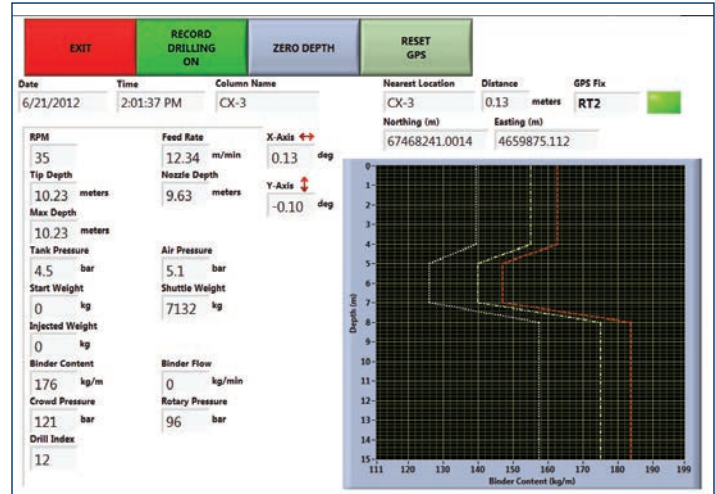 EXIT
RECORD
DRILLING
ON
ZERO DEPTH
RESET
GPS
Date Time Column Name
6/21/2012 2:01:37 PM CX-3
Nearest Location Distance GPS Fix
CX-3 0.13 meters RT2
Northing (m) Easting (m)
67468241.0014 4659875.112
RPM Feed Rate X-Axis
35 12.34 m/min 0.13 deg
Tip Depth Nozzle Depth Y-Axis
10.23 meters 9.63 meters -0.10 deg
Max Depth
10.23 meters
Tank Pressure Air Pressure
4.5 bar 5.1 bar
Start Weight Shuttle Weight
0 kg 7132 kg
Injected Weight
0 kg
Binder Content Binder Flow
176 kg/m 0 kg/min
Crowd Pressure Rotary Pressure
121 bar 96 bar
Drill Index
12
Depth (m)
0
1
2
3
4
5
6
7
8
9
10
11
12
13
14
15
111 120 130 140 150 160 170 180 190 199
Binder Content (kg/m)